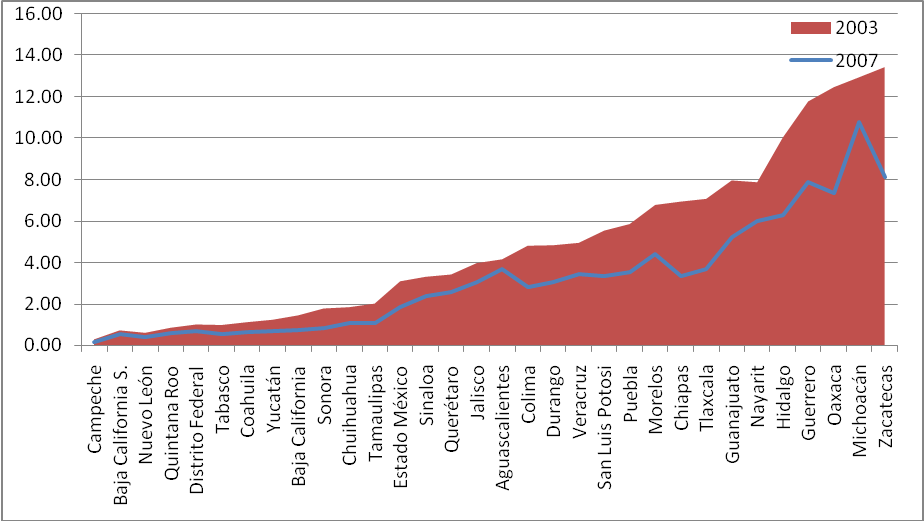 16.00
14.00
12.00
10.00
8.00
6.00
4.00
2.00
0.00
2003
2007
Campeche
Baja California S.
Nuevo León
Quintana Roo
Distrito Federal
Tabasco
Coahuila
Yucatán
Baja California
Sonora
Chuihuahua
Tamaulipas
Estado México
Sinaloa
Querétaro
Jalisco
Aguascalientes
Colima
Durango
Veracruz
San Luis Potosi
Puebla
Morelos
Chiapas
Tlaxcala
Guanajuato
Nayarit
Hidalgo
Guerrero
Oaxaca
Michoacán
Zacatecas